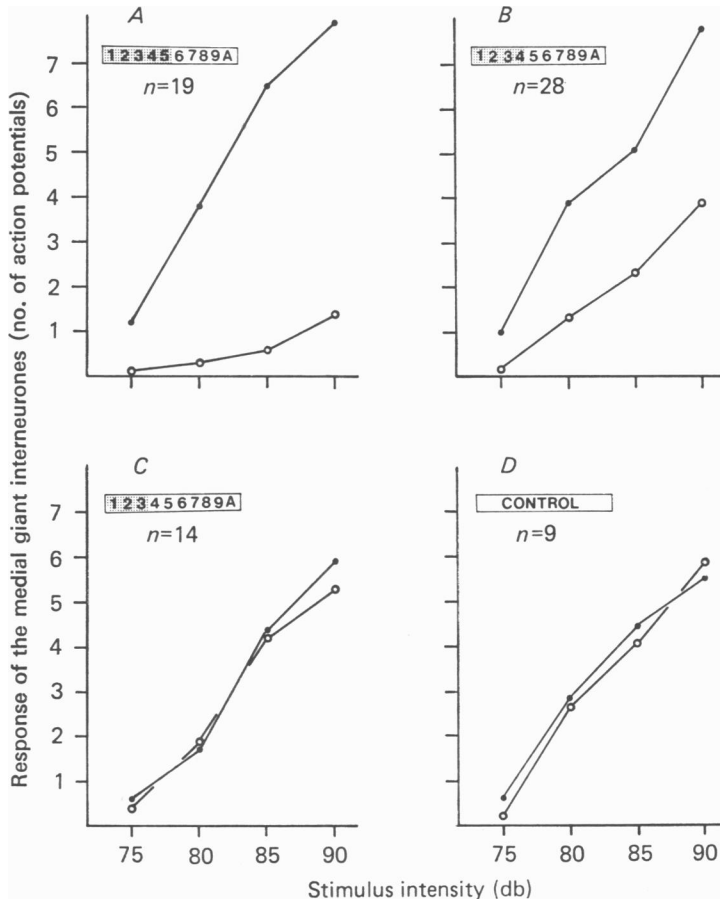 A
1 2 3 4 5 6 7 8 9 A
n=19
B
1 2 3 4 5 6 7 8 9 A
n=28
7
6
5
4
3
2
1
C
1 2 3 4 5 6 7 8 9 A
n=14
D
CONTROL
n=9
7
6
5
4
3
2
1
75 80 85 90 75 80 85 90
Stimulus intensity (db)
Response of the medial giant interneurones (no. of action potentials)